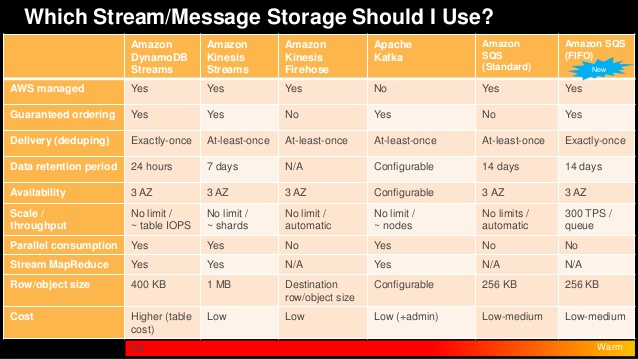 Which Stream/Message Storage Should I Use?
Amazon DynamoDB Streams | Amazon Kinesis Streams | Amazon Kinesis Firehose | Apache Kafka | Amazon SQS (Standard) | Amazon SQS (FIFO)
New
AWS managed | Yes | Yes | Yes | No | Yes | Yes
Guaranteed ordering | Yes | Yes | No | Yes | No | Yes
Delivery (deduping) | Exactly-once | At-least-once | At-least-once | At-least-once | At-least-once | Exactly-once
Data retention period | 24 hours | 7 days | N/A | Configurable | 14 days | 14 days
Availability | 3 AZ | 3 AZ | 3 AZ | Configurable | 3 AZ | 3 AZ
Scale / throughput | No limit / ~ table IOPS | No limit / ~ shards | No limit / automatic | No limit / ~ nodes | No limits / automatic | 300 TPS / queue
Parallel consumption | Yes | Yes | No | Yes | No | No
Stream MapReduce | Yes | Yes | N/A | Yes | N/A | N/A
Row/object size | 400 KB | 1 MB | Destination row/object size | Configurable | 256 KB | 256 KB
Cost | Higher (table cost) | Low | Low | Low (+admin) | Low-medium | Low-medium
Warm